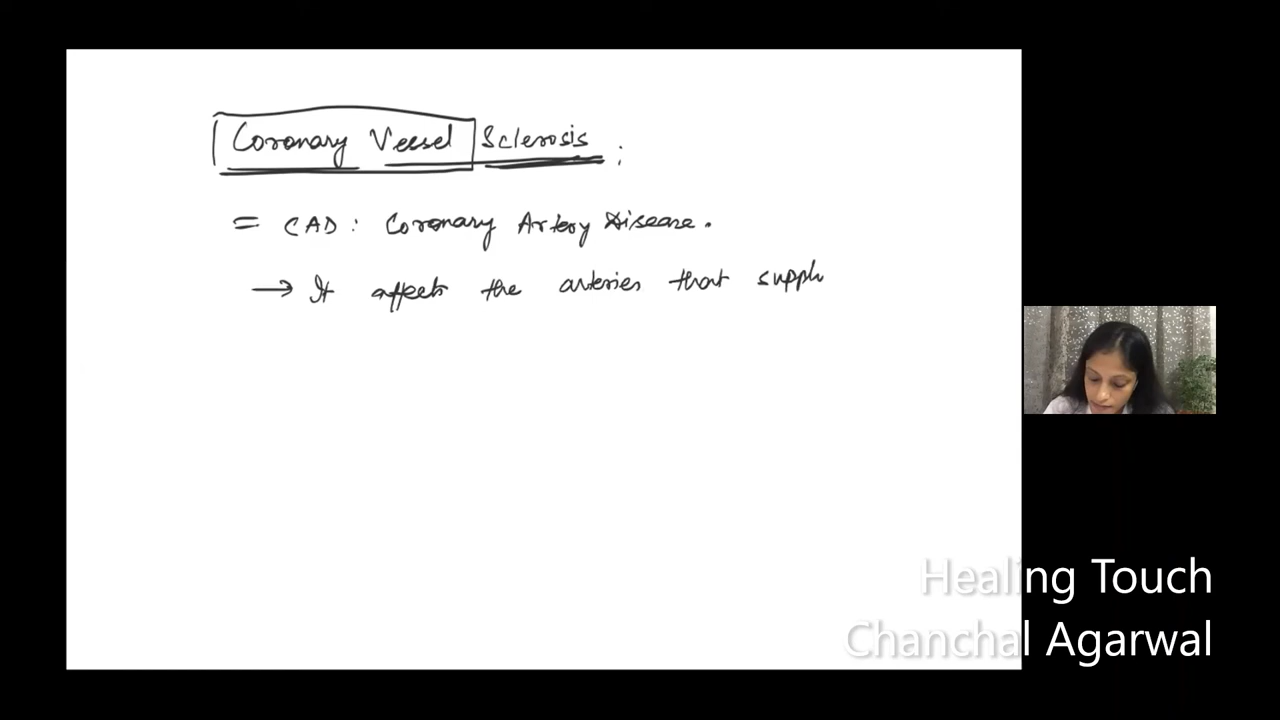 Coronary Vessel Sclerosis :
= CAD : Coronary Artery Disease.
→ It affects the arteries that suppl
Healing Touch
Chanchal Agarwal